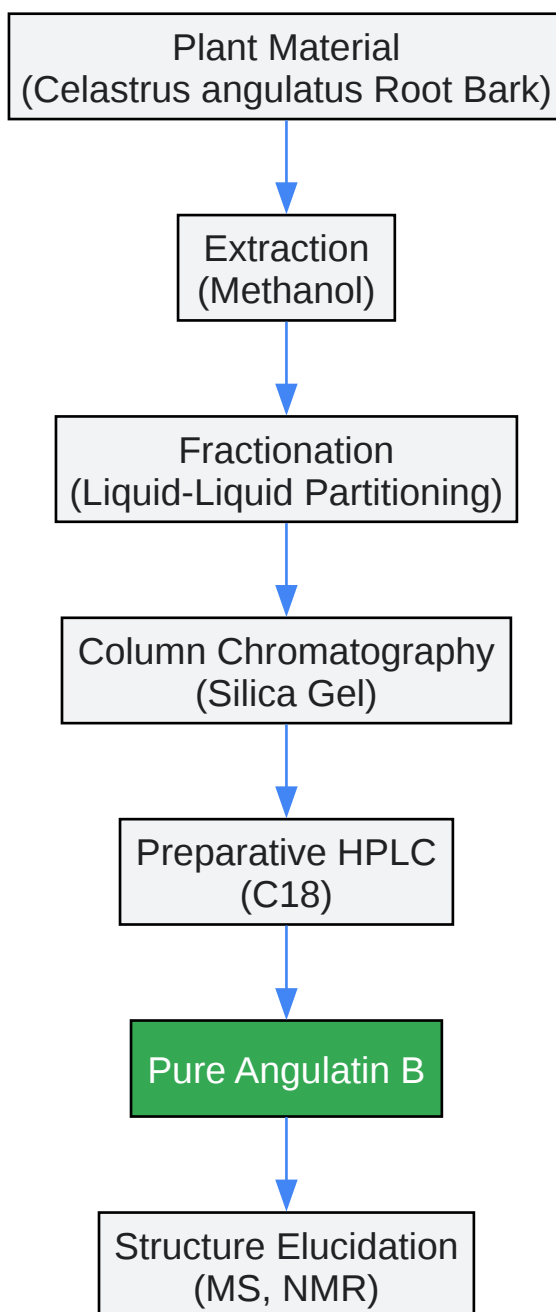 Plant Material
(Celastrus angulatus Root Bark)
Extraction
(Methanol)
Fractionation
(Liquid-Liquid Partitioning)
Column Chromatography
(Silica Gel)
Preparative HPLC
(C18)
Pure Angulatin B
Structure Elucidation
(MS, NMR)